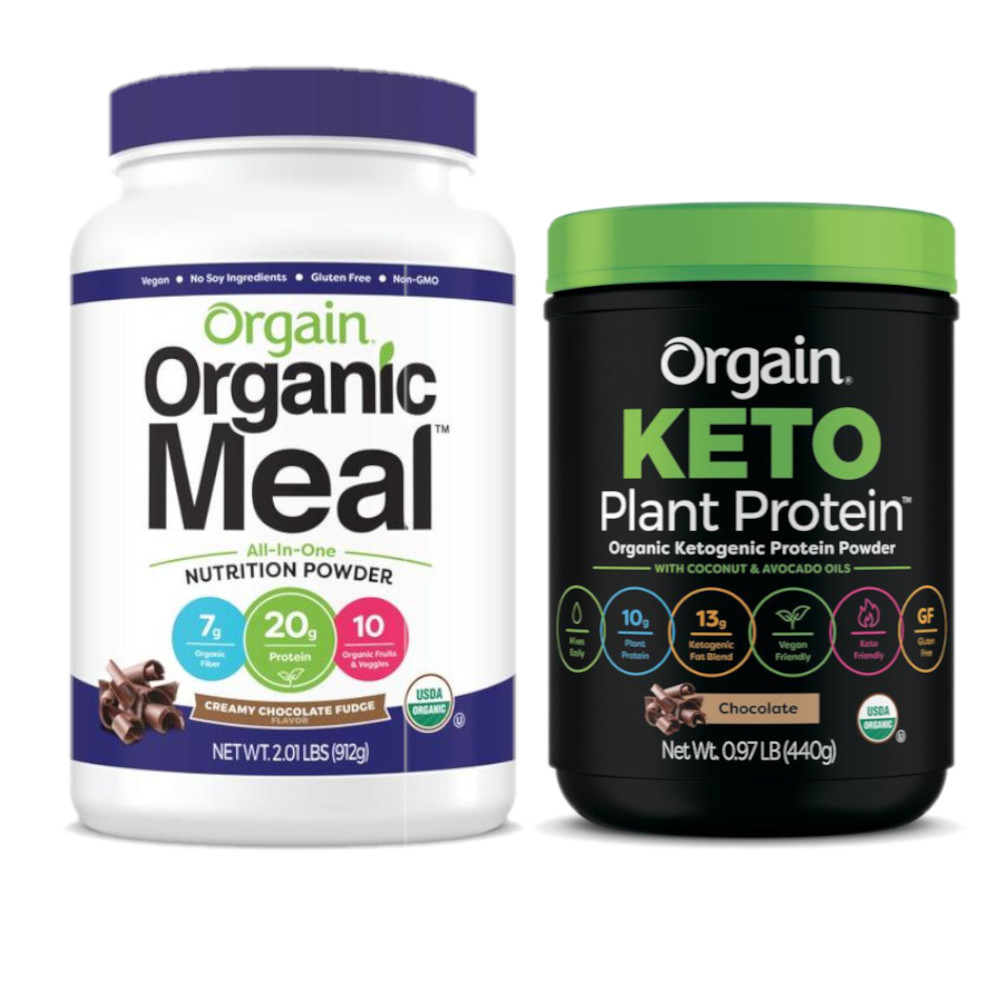 Vegan • No Soy Ingredients • Gluten Free • Non-GMO
Orgain®
Organic
Meal™
All-In-One
NUTRITION POWDER
7g
Organic
Fiber
20g
Protein
10
Organic Fruits
& Veggies
CREAMY CHOCOLATE FUDGE
FLAVOR
USDA
ORGANIC
U
NET WT. 2.01 LBS (912g)
Orgain®
KETO
Plant Protein™
Organic Ketogenic Protein Powder
WITH COCONUT & AVOCADO OILS
Mixes
Easily
10g
Plant
Protein
13g
Ketogenic
Fat Blend
Vegan
Friendly
Keto
Friendly
GF
Gluten
Free
Chocolate
USDA
ORGANIC
U
Net Wt. 0.97 LB (440g)